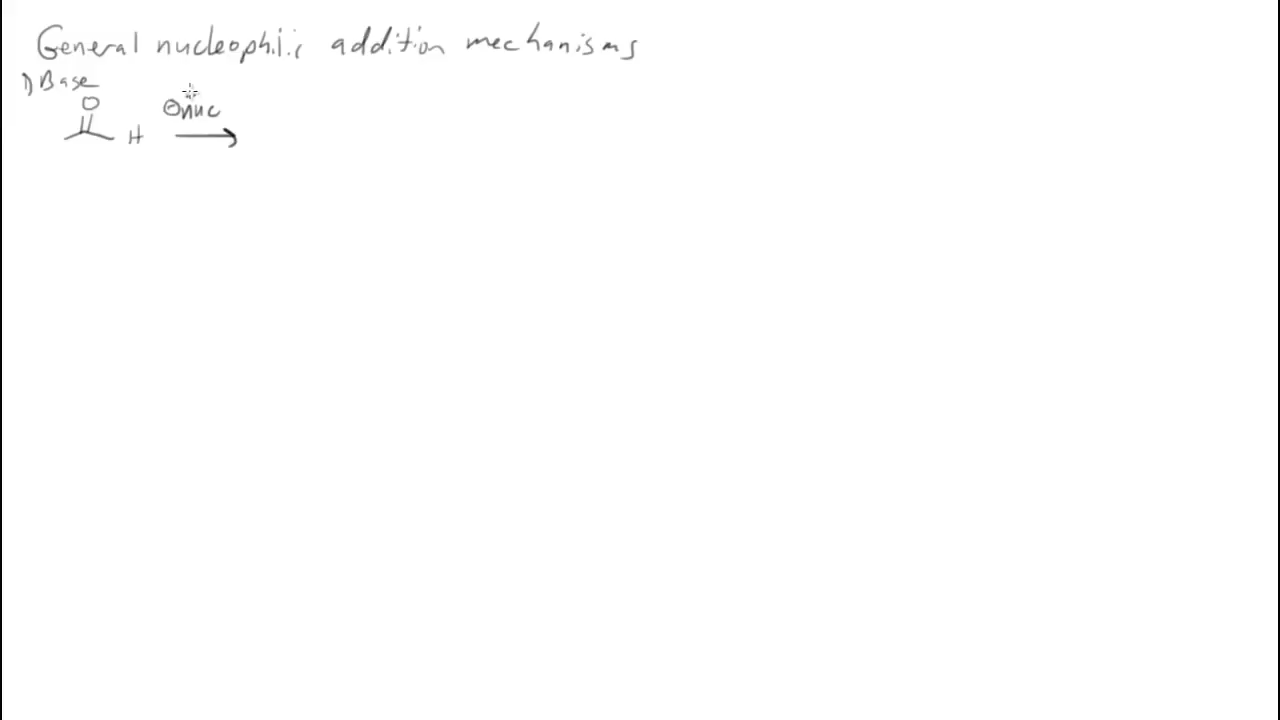 General nucleophilic addition mechanisms
1) Base
O
⊖nuc
H